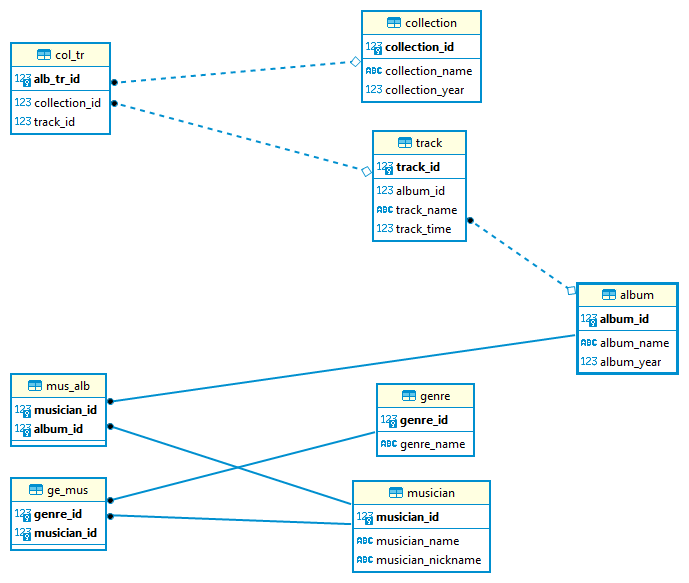 collection
123 collection_id
ABC collection_name
123 collection_year
col_tr
123 alb_tr_id
123 collection_id
123 track_id
track
123 track_id
123 album_id
ABC track_name
123 track_time
album
123 album_id
ABC album_name
123 album_year
mus_alb
123 musician_id
123 album_id
genre
123 genre_id
ABC genre_name
ge_mus
123 genre_id
123 musician_id
musician
123 musician_id
ABC musician_name
ABC musician_nickname